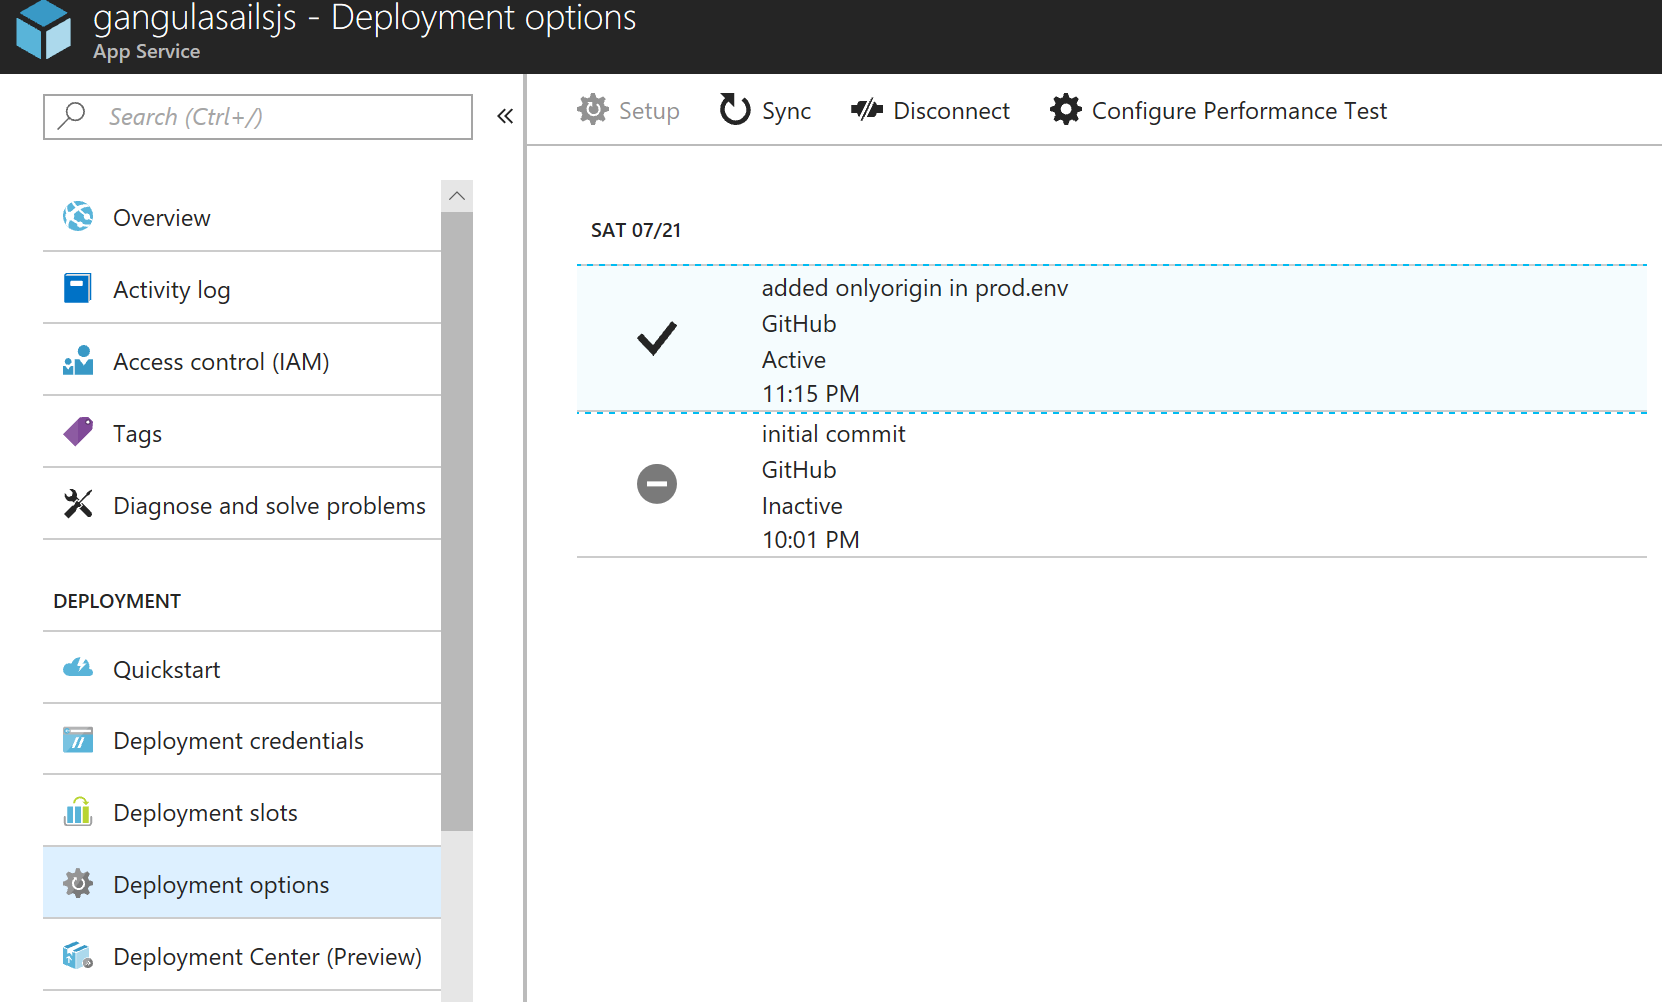 gangulasailsjs - Deployment options
App Service
Search (Ctrl+/)
«
Overview
Activity log
Access control (IAM)
Tags
Diagnose and solve problems
DEPLOYMENT
Quickstart
Deployment credentials
Deployment slots
Deployment options
Deployment Center (Preview)
Setup
Sync
Disconnect
Configure Performance Test
SAT 07/21
added onlyorigin in prod.env
GitHub
Active
11:15 PM
initial commit
GitHub
Inactive
10:01 PM